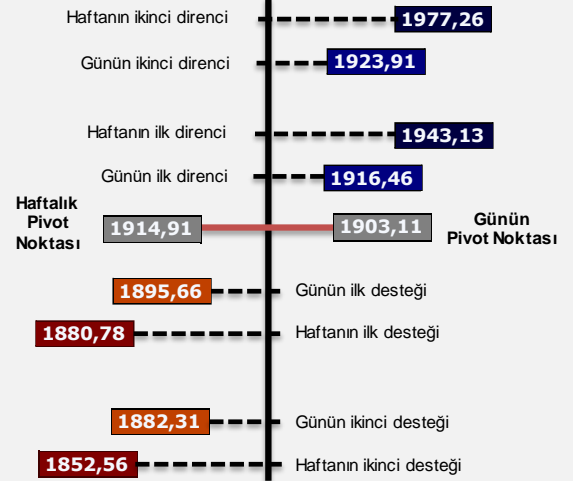 Haftanın ikinci direnci
1977,26
Günün ikinci direnci
1923,91
Haftanın ilk direnci
1943,13
Günün ilk direnci
1916,46
Haftalık
Pivot
Noktası
1914,91
1903,11
Günün
Pivot Noktası
1895,66
Günün ilk desteği
1880,78
Haftanın ilk desteği
1882,31
Günün ikinci desteği
1852,56
Haftanın ikinci desteği